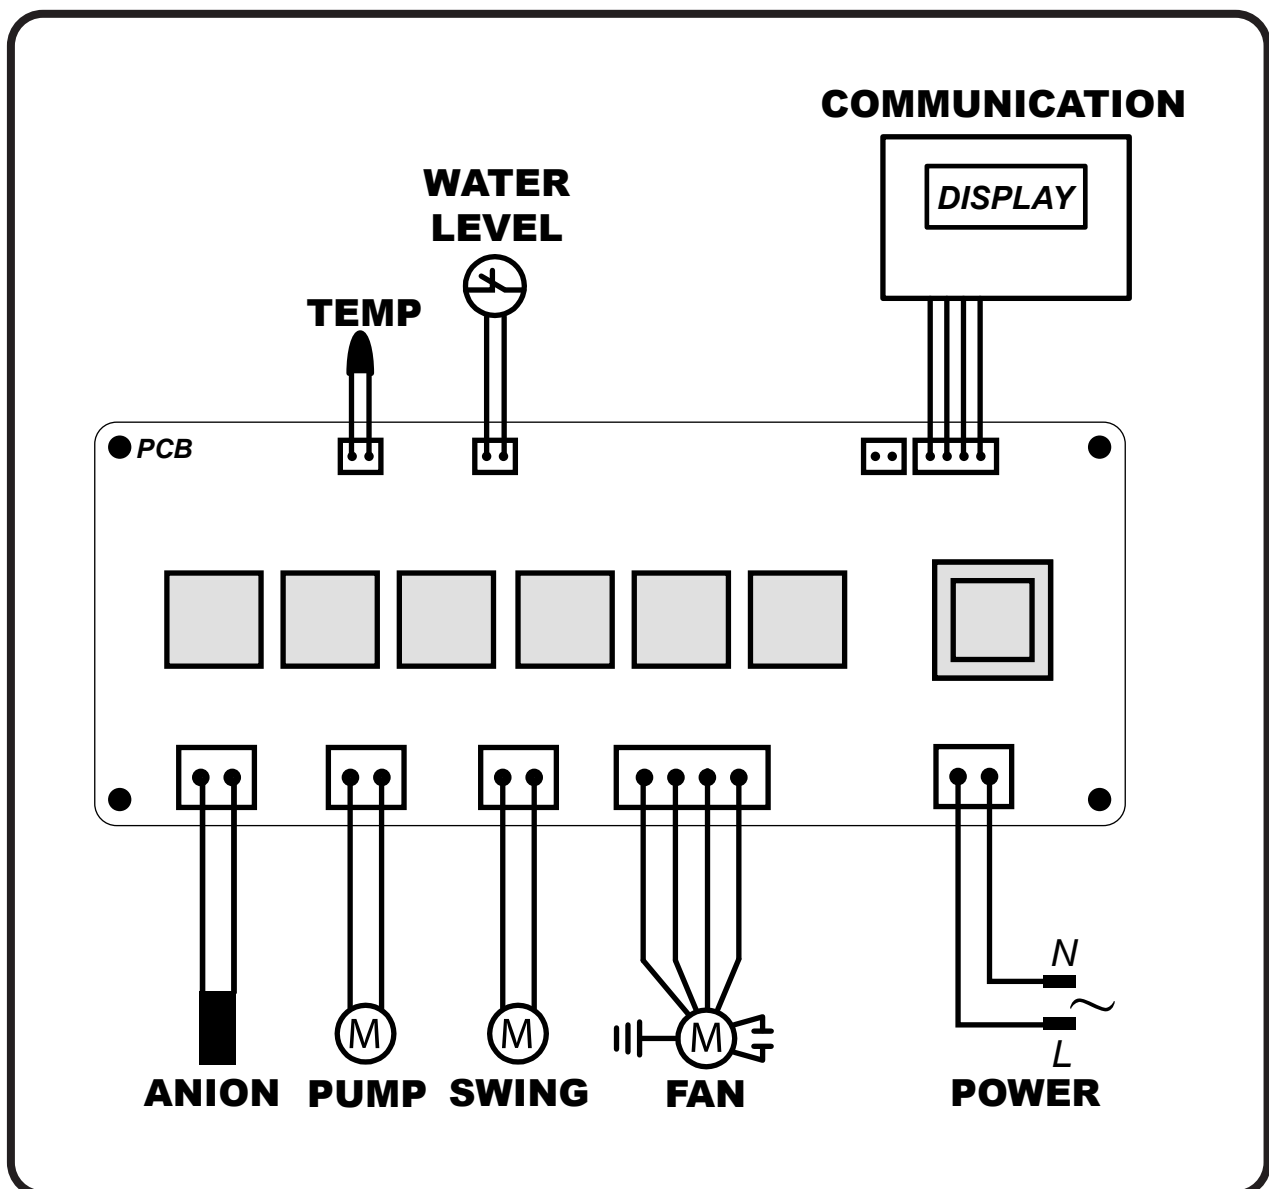 COMMUNICATION
DISPLAY
WATER
LEVEL
TEMP
PCB
N
L
M
M
M
ANION
PUMP
SWING
FAN
POWER